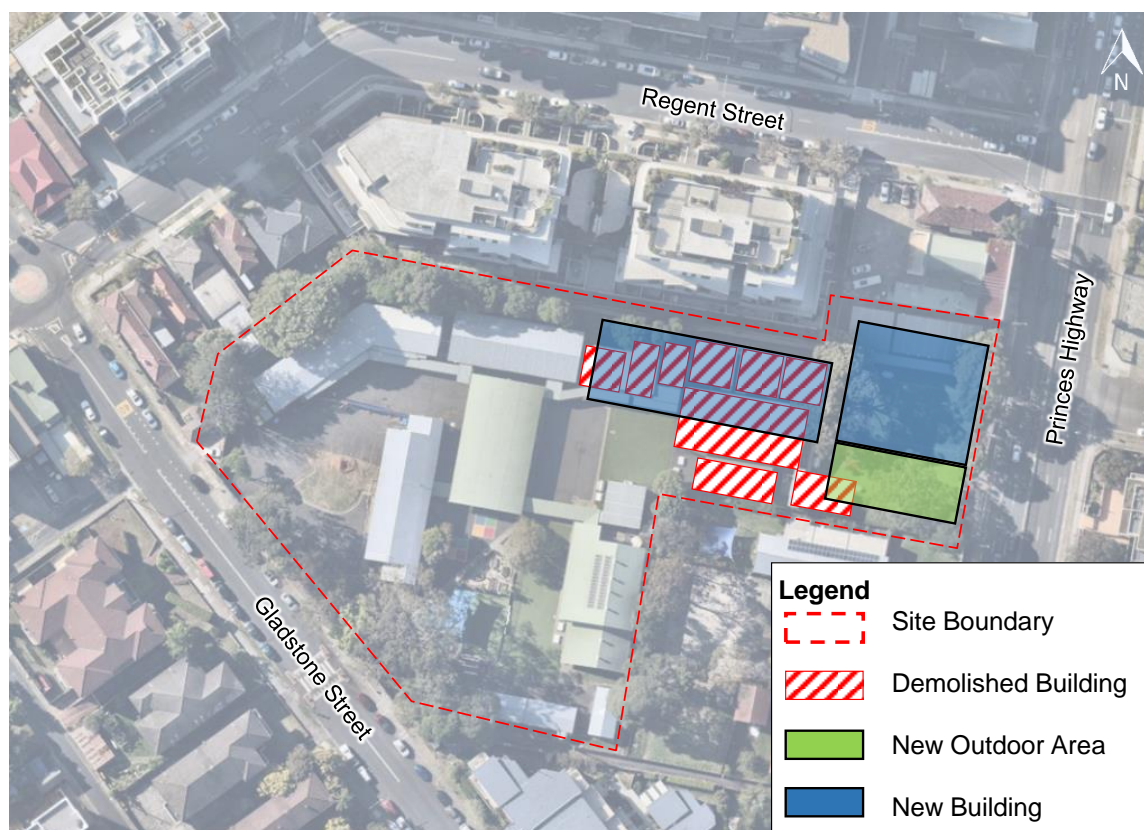 N
Regent Street
Princes Highway
Gladstone Street
Legend
Site Boundary
Demolished Building
New Outdoor Area
New Building